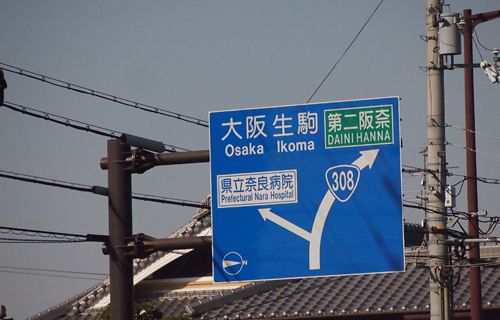 大阪 生駒
Osaka Ikoma
第二阪奈
DAINI HANNA
県立奈良病院
Prefectural Nara Hospital
308